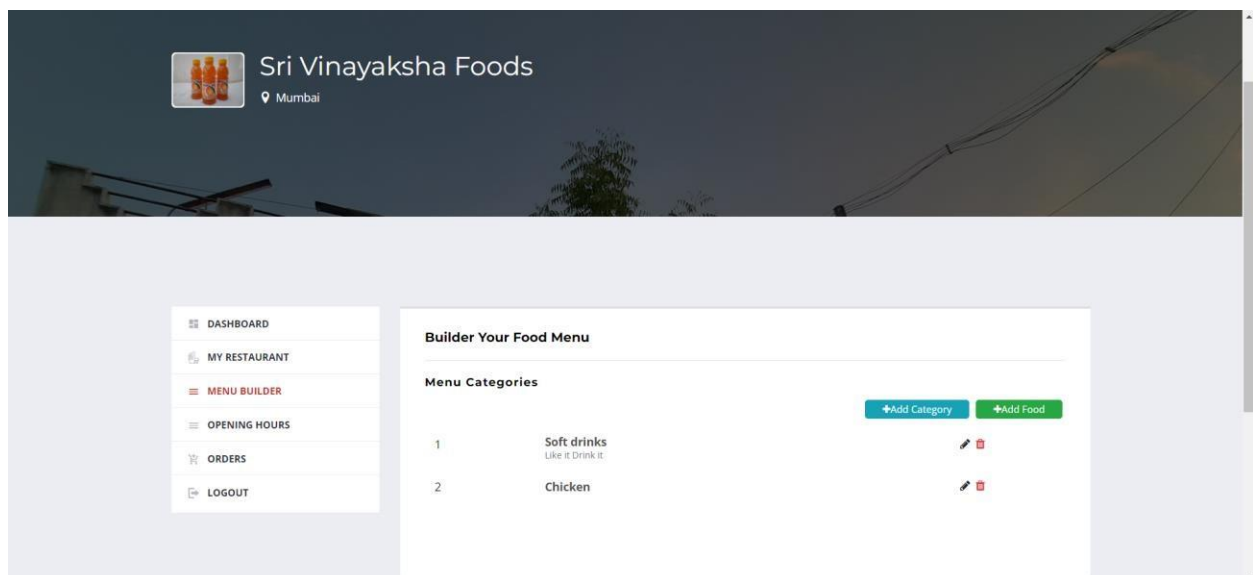 Sri Vinayaksha Foods
Mumbai
DASHBOARD
MY RESTAURANT
MENU BUILDER
OPENING HOURS
ORDERS
LOGOUT
Builder Your Food Menu
Menu Categories
+Add Category +Add Food
1 Soft drinks
Like it Drink it
2 Chicken